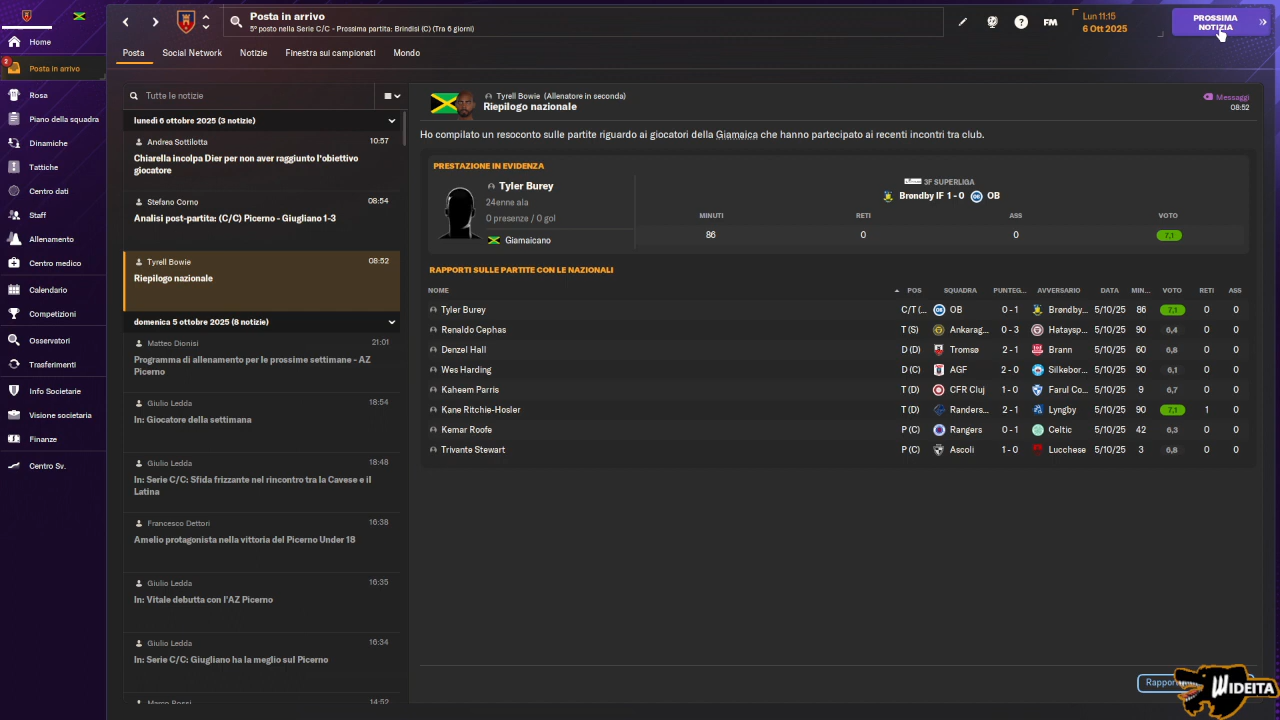 Posta in arrivo
5° posto nella Serie C/C - Prossima partita: Brindisi (C) (Tra 6 giorni)
FM
Lun 11:15
6 Ott 2025
PROSSIMA
NOTIZIA
Posta
Social Network
Notizie
Finestra sui campionati
Mondo
Home
2
Posta in arrivo
Rosa
Piano della squadra
Dinamiche
Tattiche
Centro dati
Staff
Allenamento
Centro medico
Calendario
Competizioni
Osservatori
Trasferimenti
Info Societarie
Visione societaria
Finanze
Centro Sv.
Tutte le notizie
lunedì 6 ottobre 2025 (3 notizie)
Andrea Sottilotta 10:57
Chiarella incolpa Dier per non aver raggiunto l'obiettivo
giocatore
Stefano Corno 08:54
Analisi post-partita: (C/C) Picerno - Giugliano 1-3
Tyrell Bowie 08:52
Riepilogo nazionale
domenica 5 ottobre 2025 (8 notizie)
Matteo Dionisi 21:01
Programma di allenamento per le prossime settimane - AZ
Picerno
Giulio Ledda 18:54
In: Giocatore della settimana
Giulio Ledda 18:48
In: Serie C/C: Sfida frizzante nel rincontro tra la Cavese e il
Latina
Francesco Dettori 16:38
Amelio protagonista nella vittoria del Picerno Under 18
Giulio Ledda 16:35
In: Vitale debutta con l'AZ Picerno
Giulio Ledda 16:34
In: Serie C/C: Giugliano ha la meglio sul Picerno
Marco Rossi 14:52
Tyrell Bowie (Allenatore in seconda)
Riepilogo nazionale
Messaggi
08:52
Ho compilato un resoconto sulle partite riguardo ai giocatori della Giamaica che hanno partecipato ai recenti incontri tra club.
PRESTAZIONE IN EVIDENZA
Tyler Burey
24enne ala
0 presenze / 0 gol
Giamaicano
3F SUPERLIGA
Brøndby IF 1 - 0 OB
MINUTI RETI ASS VOTO
86 0 0 7,1
RAPPORTI SULLE PARTITE CON LE NAZIONALI
NOME POS SQUADRA PUNTEG... AVVERSARIO DATA MIN... VOTO RETI ASS
Tyler Burey C/T (... OB 0 - 1 Brøndby... 5/10/25 86 7,1 0 0
Renaldo Cephas T (S) Ankarag... 0 - 3 Hataysp... 5/10/25 90 6,4 0 0
Denzel Hall D (D) Tromsø 2 - 1 Brann 5/10/25 60 6,8 0 0
Wes Harding D (C) AGF 2 - 0 Silkebor... 5/10/25 90 6,1 0 0
Kaheem Parris T (D) CFR Cluj 1 - 0 Farul Co... 5/10/25 9 6,7 0 0
Kane Ritchie-Hosler T (D) Randers... 2 - 1 Lyngby 5/10/25 90 7,1 1 0
Kemar Roofe P (C) Rangers 0 - 1 Celtic 5/10/25 42 6,3 0 0
Trivante Stewart P (C) Ascoli 1 - 0 Lucchese 5/10/25 3 6,8 0 0
WIDEITA